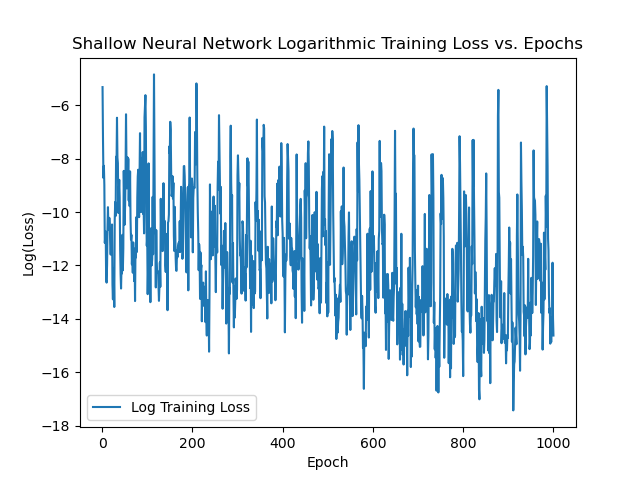 Shallow Neural Network Logarithmic Training Loss vs. Epochs
Log(Loss)
−6
−8
−10
−12
−14
−16
−18
Log Training Loss
0 200 400 600 800 1000
Epoch